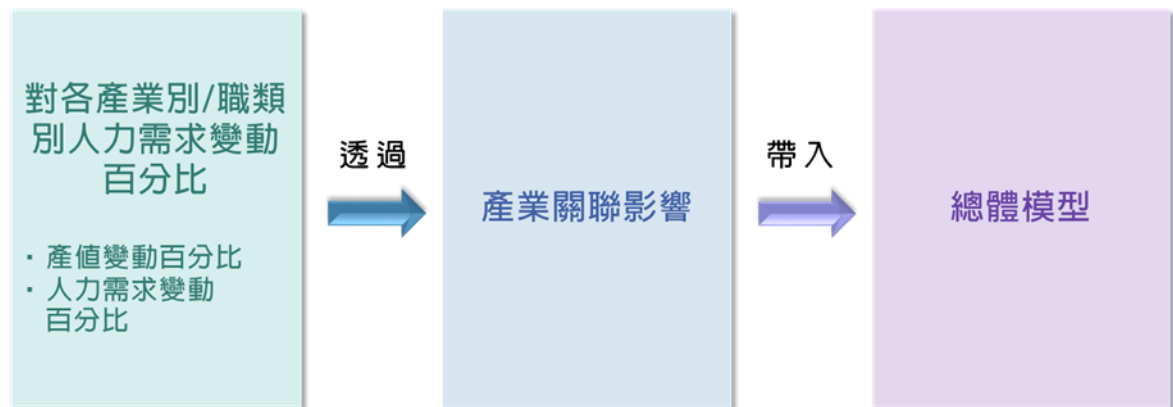 對各產業別/職類
別人力需求變動
百分比
・產值變動百分比
・人力需求變動
百分比
透過
產業關聯影響
帶入
總體模型